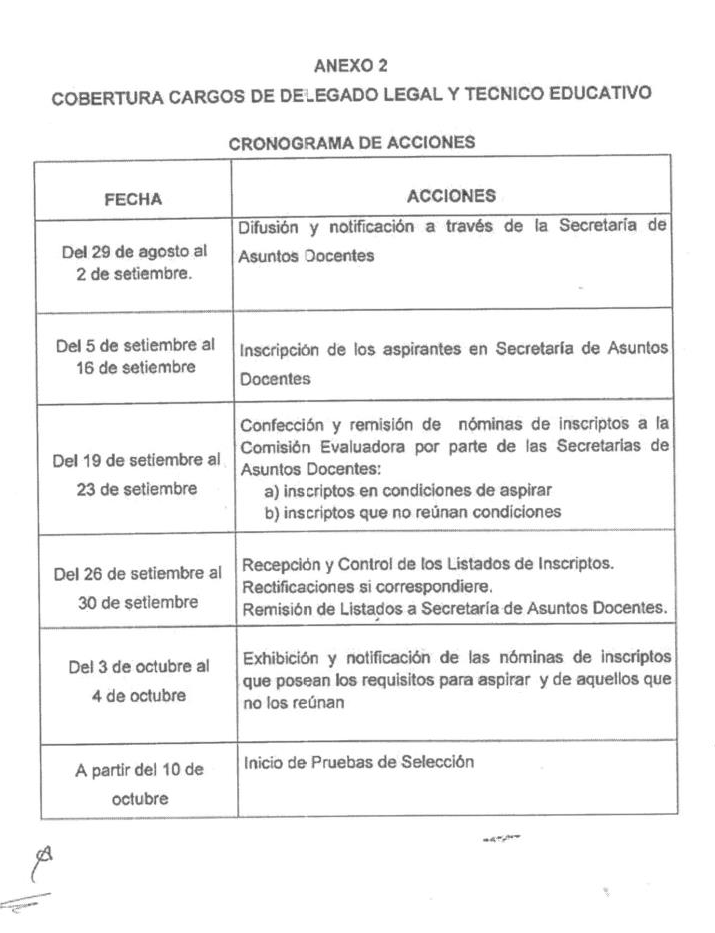 ANEXO 2
COBERTURA CARGOS DE DELEGADO LEGAL Y TECNICO EDUCATIVO
CRONOGRAMA DE ACCIONES
FECHA
ACCIONES
Del 29 de agosto al
2 de setiembre.
Difusión y notificación a través de la Secretaría de
Asuntos Docentes
Del 5 de setiembre al
16 de setiembre
Inscripción de los aspirantes en Secretaría de Asuntos
Docentes
Del 19 de setiembre al
23 de setiembre
Confección y remisión de nóminas de inscriptos a la
Comisión Evaluadora por parte de las Secretarias de
Asuntos Docentes:
a) inscriptos en condiciones de aspirar
b) inscriptos que no reúnan condiciones
Del 26 de setiembre al
30 de setiembre
Recepción y Control de los Listados de Inscriptos.
Rectificaciones si correspondiere.
Remisión de Listados a Secretaría de Asuntos Docentes.
Del 3 de octubre al
4 de octubre
Exhibición y notificación de las nóminas de inscriptos
que posean los requisitos para aspirar y de aquellos que
no los reúnan
A partir del 10 de
octubre
Inicio de Pruebas de Selección